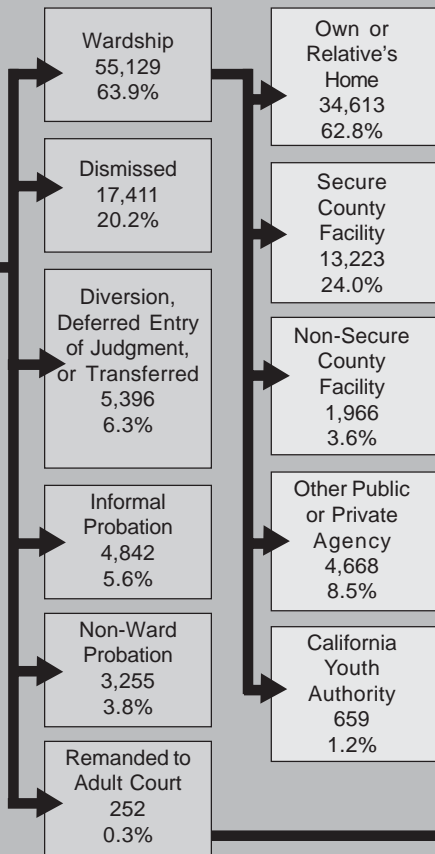 Wardship
55,129
63.9%
Dismissed
17,411
20.2%
Diversion,
Deferred Entry
of Judgment,
or Transferred
5,396
6.3%
Informal
Probation
4,842
5.6%
Non-Ward
Probation
3,255
3.8%
Remanded to
Adult Court
252
0.3%
Own or
Relative's
Home
34,613
62.8%
Secure
County
Facility
13,223
24.0%
Non-Secure
County
Facility
1,966
3.6%
Other Public
or Private
Agency
4,668
8.5%
California
Youth
Authority
659
1.2%